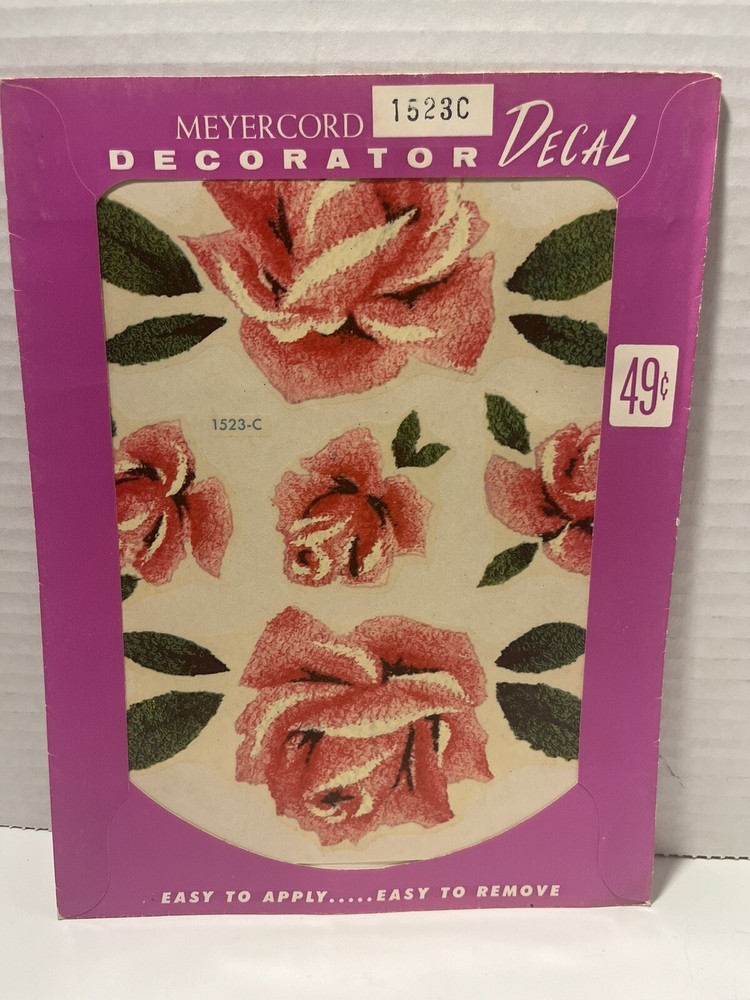 MEYERCORD 1523C
DECORATOR DECAL
49¢
1523-C
EASY TO APPLY.....EASY TO REMOVE